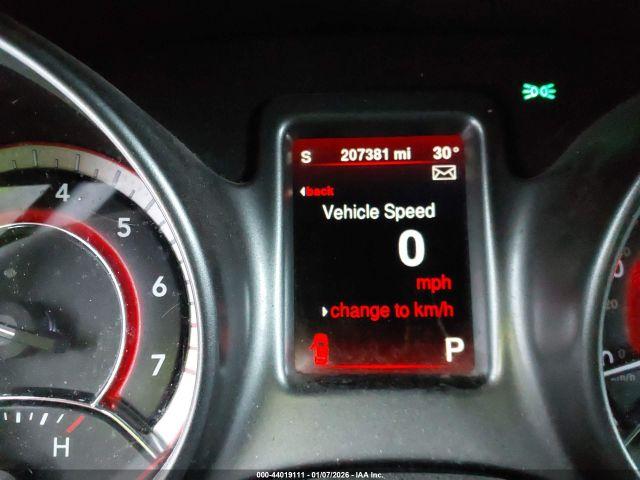 S 207381 mi 30°
back
Vehicle Speed
0
mph
change to km/h
P
4
5
6
7
H
000-44019111 - 01/07/2026 - IAA Inc.